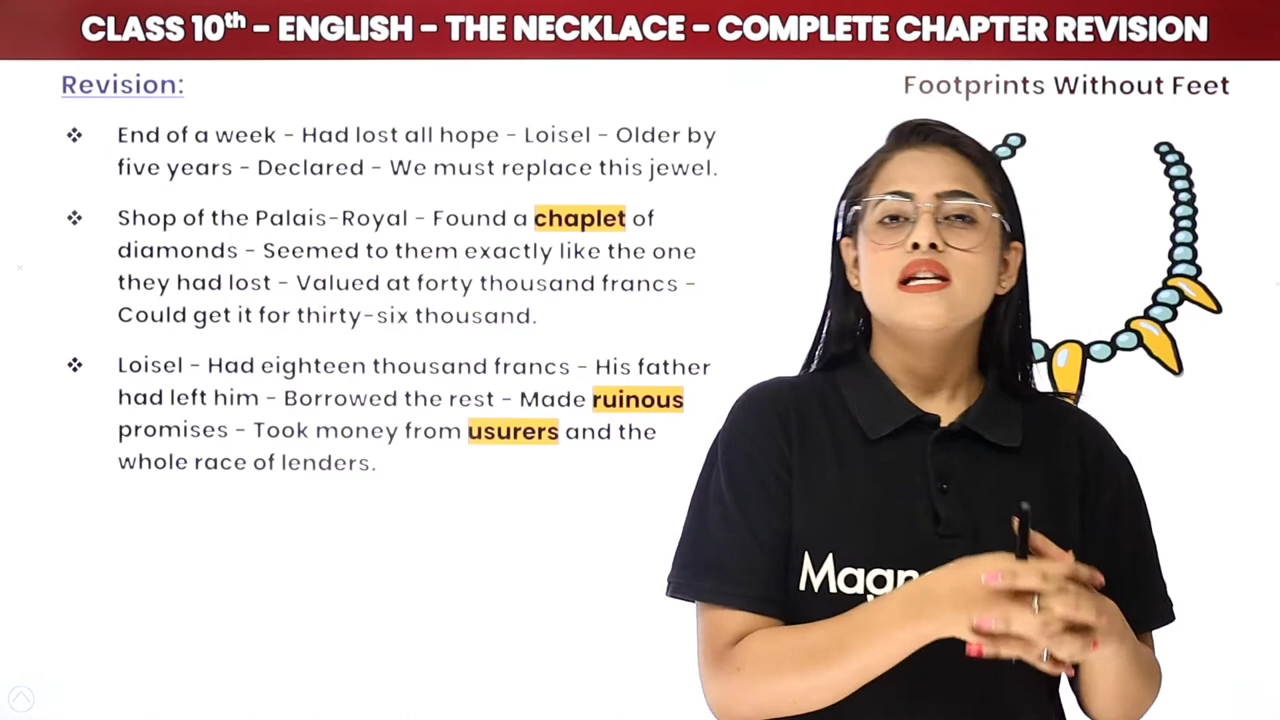 CLASS 10th - ENGLISH - THE NECKLACE - COMPLETE CHAPTER REVISION
Revision:
Footprints Without Feet
❖ End of a week - Had lost all hope - Loisel - Older by
five years - Declared - We must replace this jewel.
❖ Shop of the Palais-Royal - Found a chaplet of
diamonds - Seemed to them exactly like the one
they had lost - Valued at forty thousand francs -
Could get it for thirty-six thousand.
❖ Loisel - Had eighteen thousand francs - His father
had left him - Borrowed the rest - Made ruinous
promises - Took money from usurers and the
whole race of lenders.